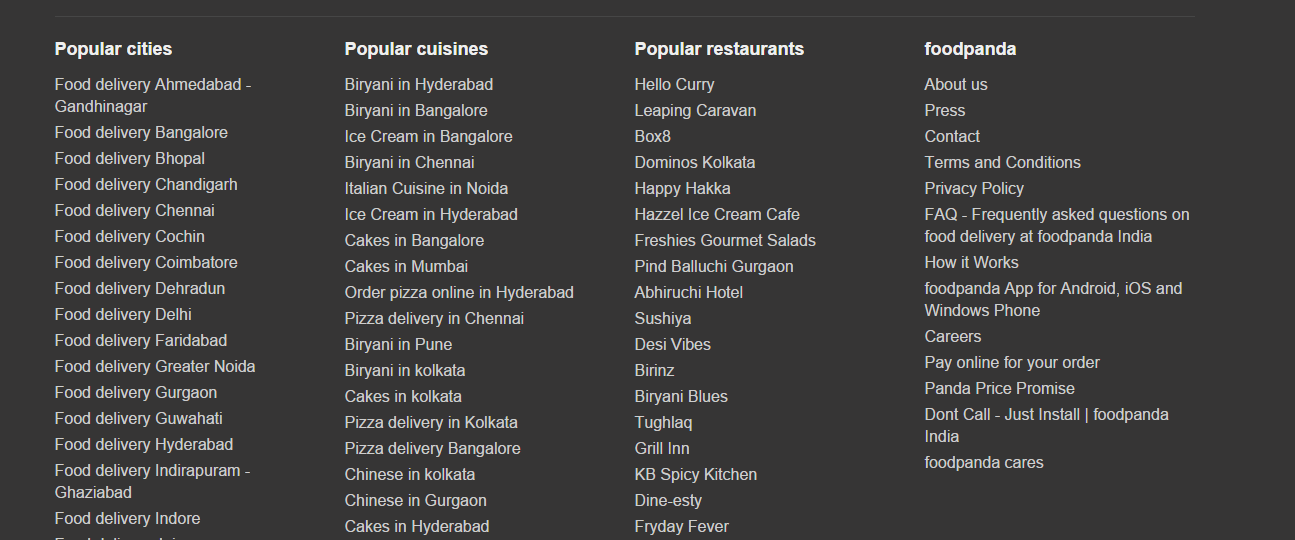 Popular cities
Food delivery Ahmedabad -
Gandhinagar
Food delivery Bangalore
Food delivery Bhopal
Food delivery Chandigarh
Food delivery Chennai
Food delivery Cochin
Food delivery Coimbatore
Food delivery Dehradun
Food delivery Delhi
Food delivery Faridabad
Food delivery Greater Noida
Food delivery Gurgaon
Food delivery Guwahati
Food delivery Hyderabad
Food delivery Indirapuram -
Ghaziabad
Food delivery Indore
Popular cuisines
Biryani in Hyderabad
Biryani in Bangalore
Ice Cream in Bangalore
Biryani in Chennai
Italian Cuisine in Noida
Ice Cream in Hyderabad
Cakes in Bangalore
Cakes in Mumbai
Order pizza online in Hyderabad
Pizza delivery in Chennai
Biryani in Pune
Biryani in kolkata
Cakes in kolkata
Pizza delivery in Kolkata
Pizza delivery Bangalore
Chinese in kolkata
Chinese in Gurgaon
Cakes in Hyderabad
Popular restaurants
Hello Curry
Leaping Caravan
Box8
Dominos Kolkata
Happy Hakka
Hazzel Ice Cream Cafe
Freshies Gourmet Salads
Pind Balluchi Gurgaon
Abhiruchi Hotel
Sushiya
Desi Vibes
Birinz
Biryani Blues
Tughlaq
Grill Inn
KB Spicy Kitchen
Dine-esty
Fryday Fever
foodpanda
About us
Press
Contact
Terms and Conditions
Privacy Policy
FAQ - Frequently asked questions on
food delivery at foodpanda India
How it Works
foodpanda App for Android, iOS and
Windows Phone
Careers
Pay online for your order
Panda Price Promise
Dont Call - Just Install | foodpanda
India
foodpanda cares